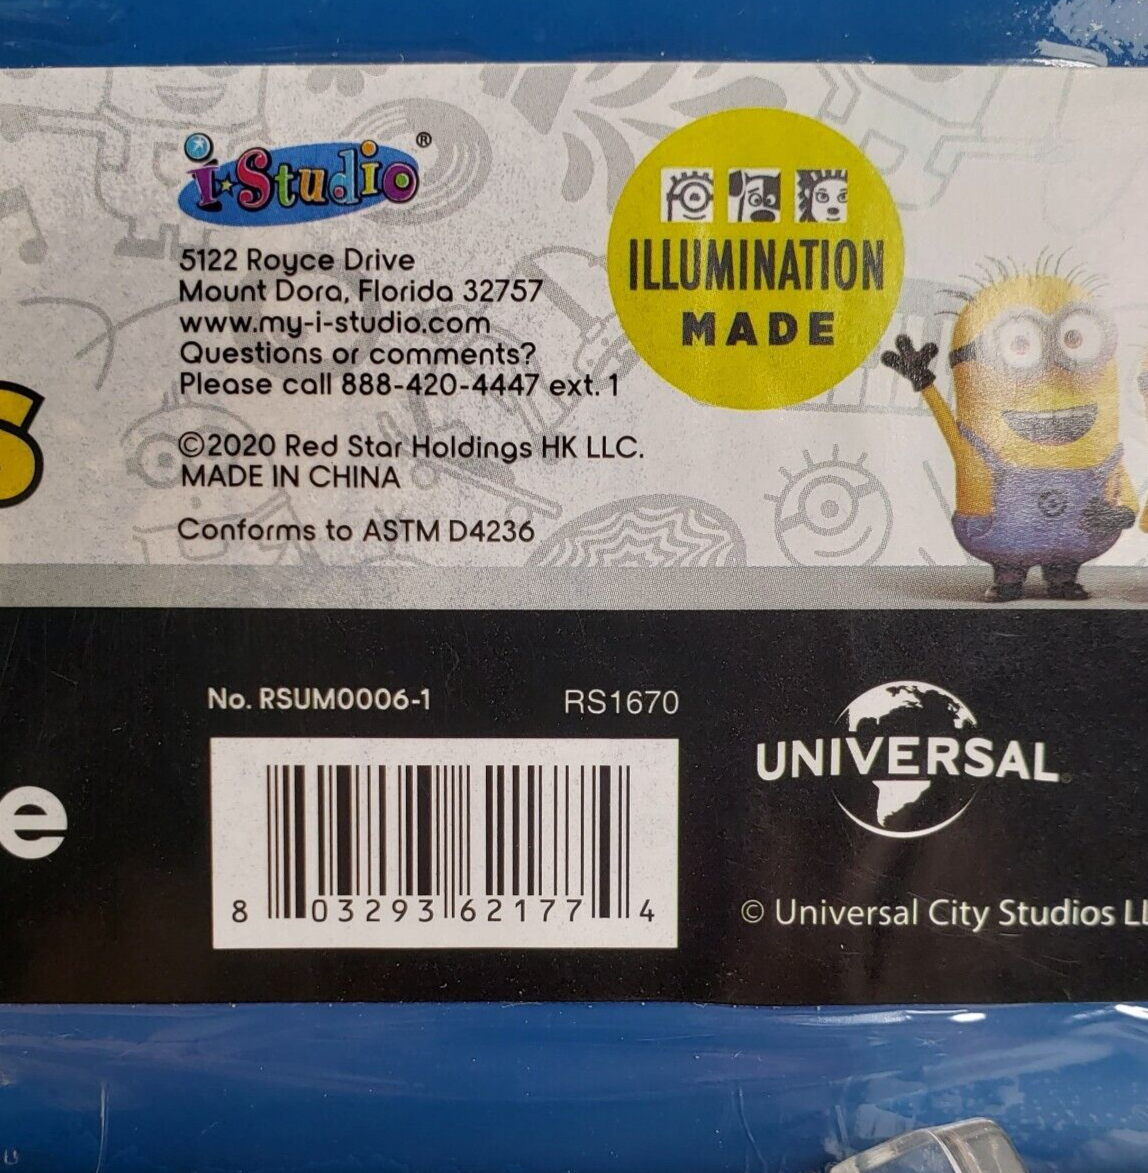 i Studio®
5122 Royce Drive
Mount Dora, Florida 32757
www.my-i-studio.com
Questions or comments?
Please call 888-420-4447 ext. 1
©2020 Red Star Holdings HK LLC.
MADE IN CHINA
Conforms to ASTM D4236
ILLUMINATION
MADE
s
e
No. RSUM0006-1
RS1670
8 03293 62177 4
UNIVERSAL
© Universal City Studios LL